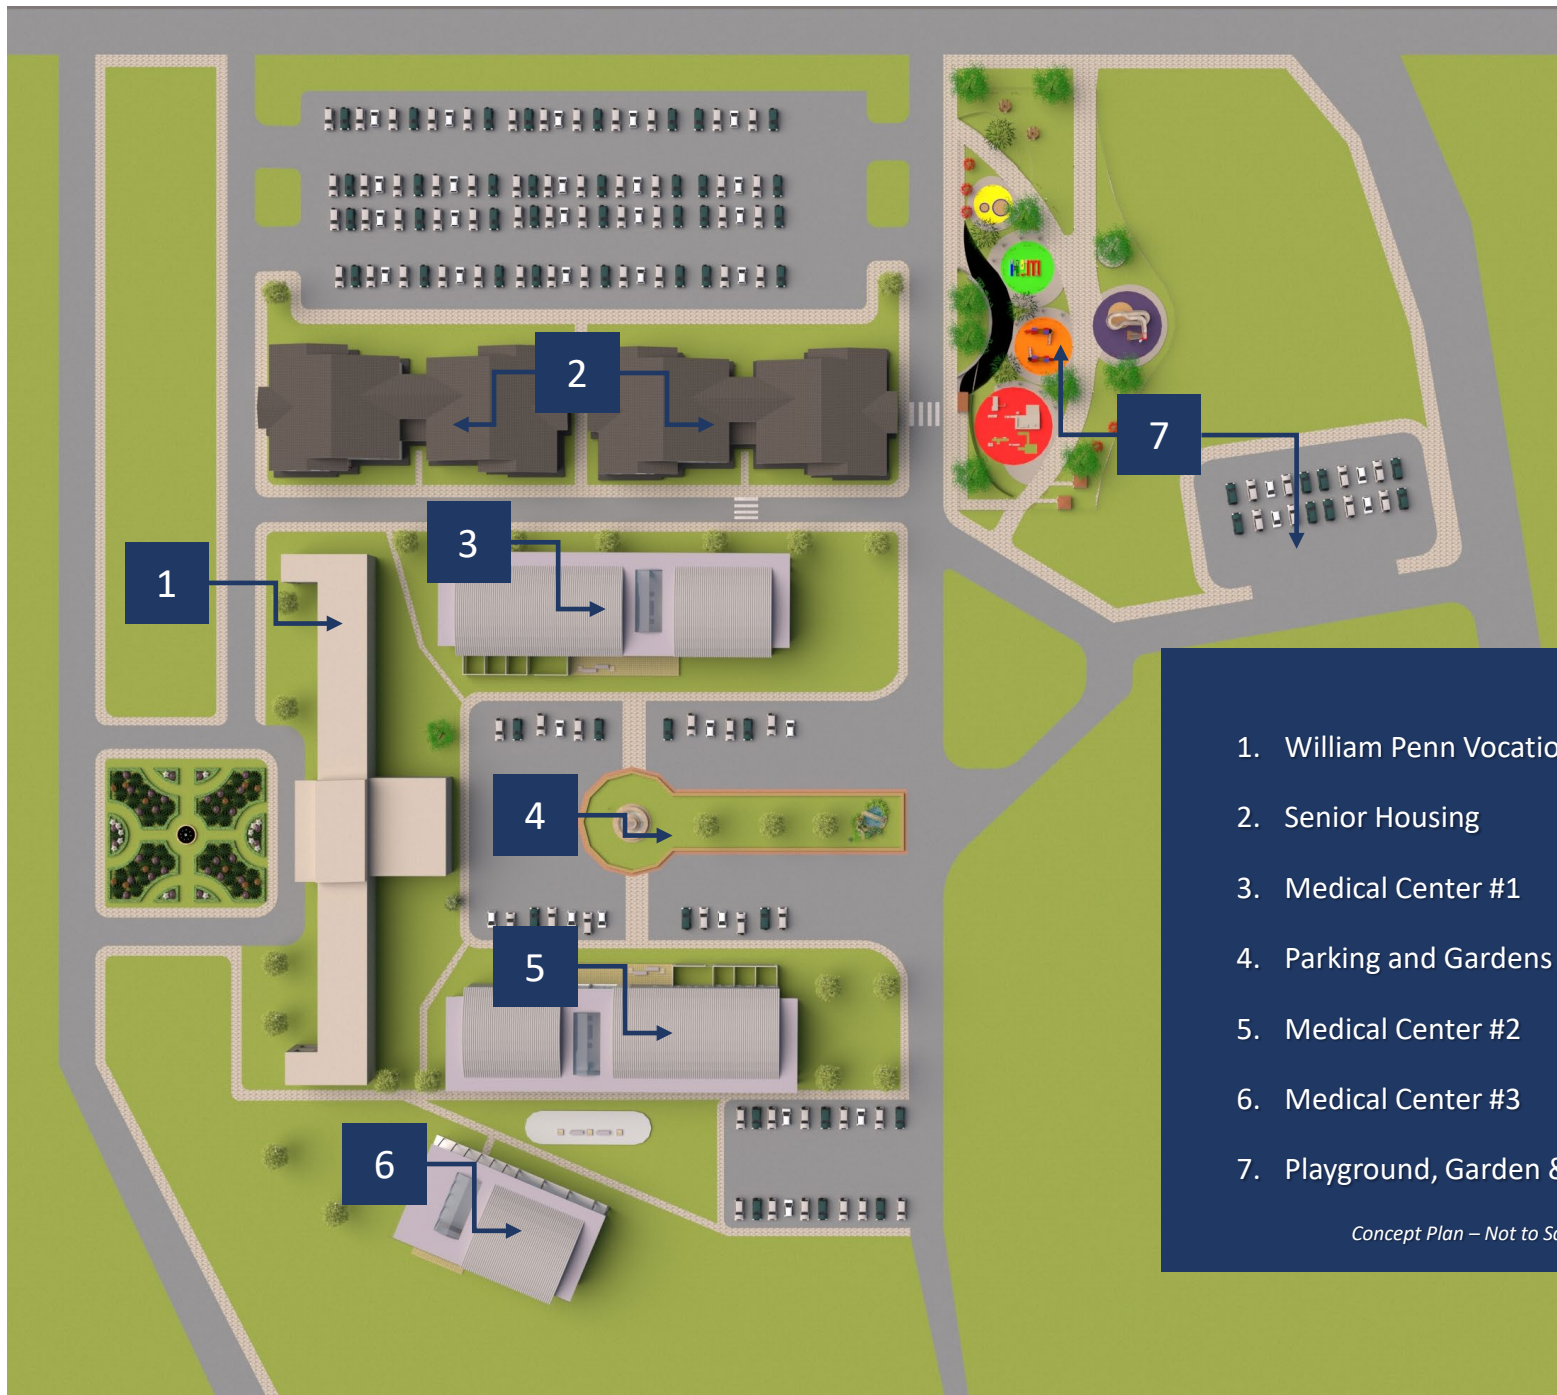 2
7
3
1
4
5
6
1. William Penn Vocatio
2. Senior Housing
3. Medical Center #1
4. Parking and Gardens
5. Medical Center #2
6. Medical Center #3
7. Playground, Garden &
Concept Plan – Not to Sc